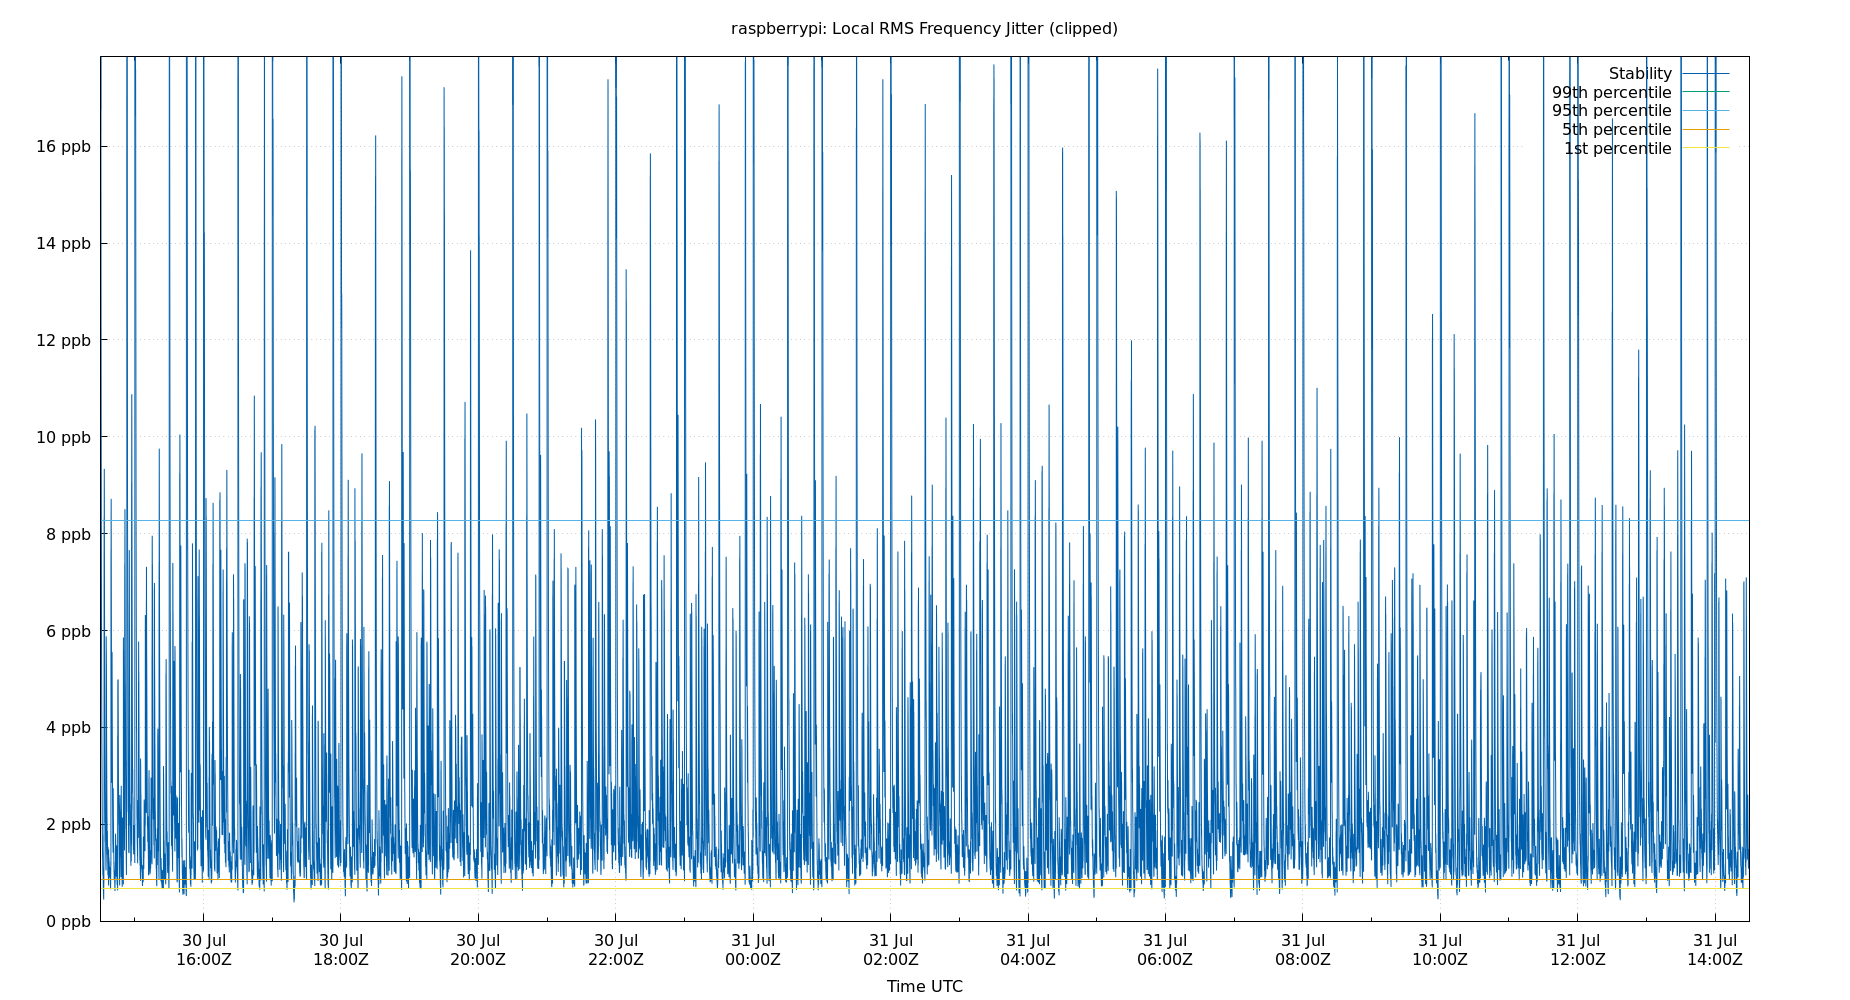 raspberrypi: Local RMS Frequency Jitter (clipped)
Stability
99th percentile
95th percentile
5th percentile
1st percentile
16 ppb
14 ppb
12 ppb
10 ppb
8 ppb
6 ppb
4 ppb
2 ppb
0 ppb
30 Jul 30 Jul 30 Jul 30 Jul 31 Jul 31 Jul 31 Jul 31 Jul 31 Jul 31 Jul 31 Jul 31 Jul
16:00Z 18:00Z 20:00Z 22:00Z 00:00Z 02:00Z 04:00Z 06:00Z 08:00Z 10:00Z 12:00Z 14:00Z
Time UTC